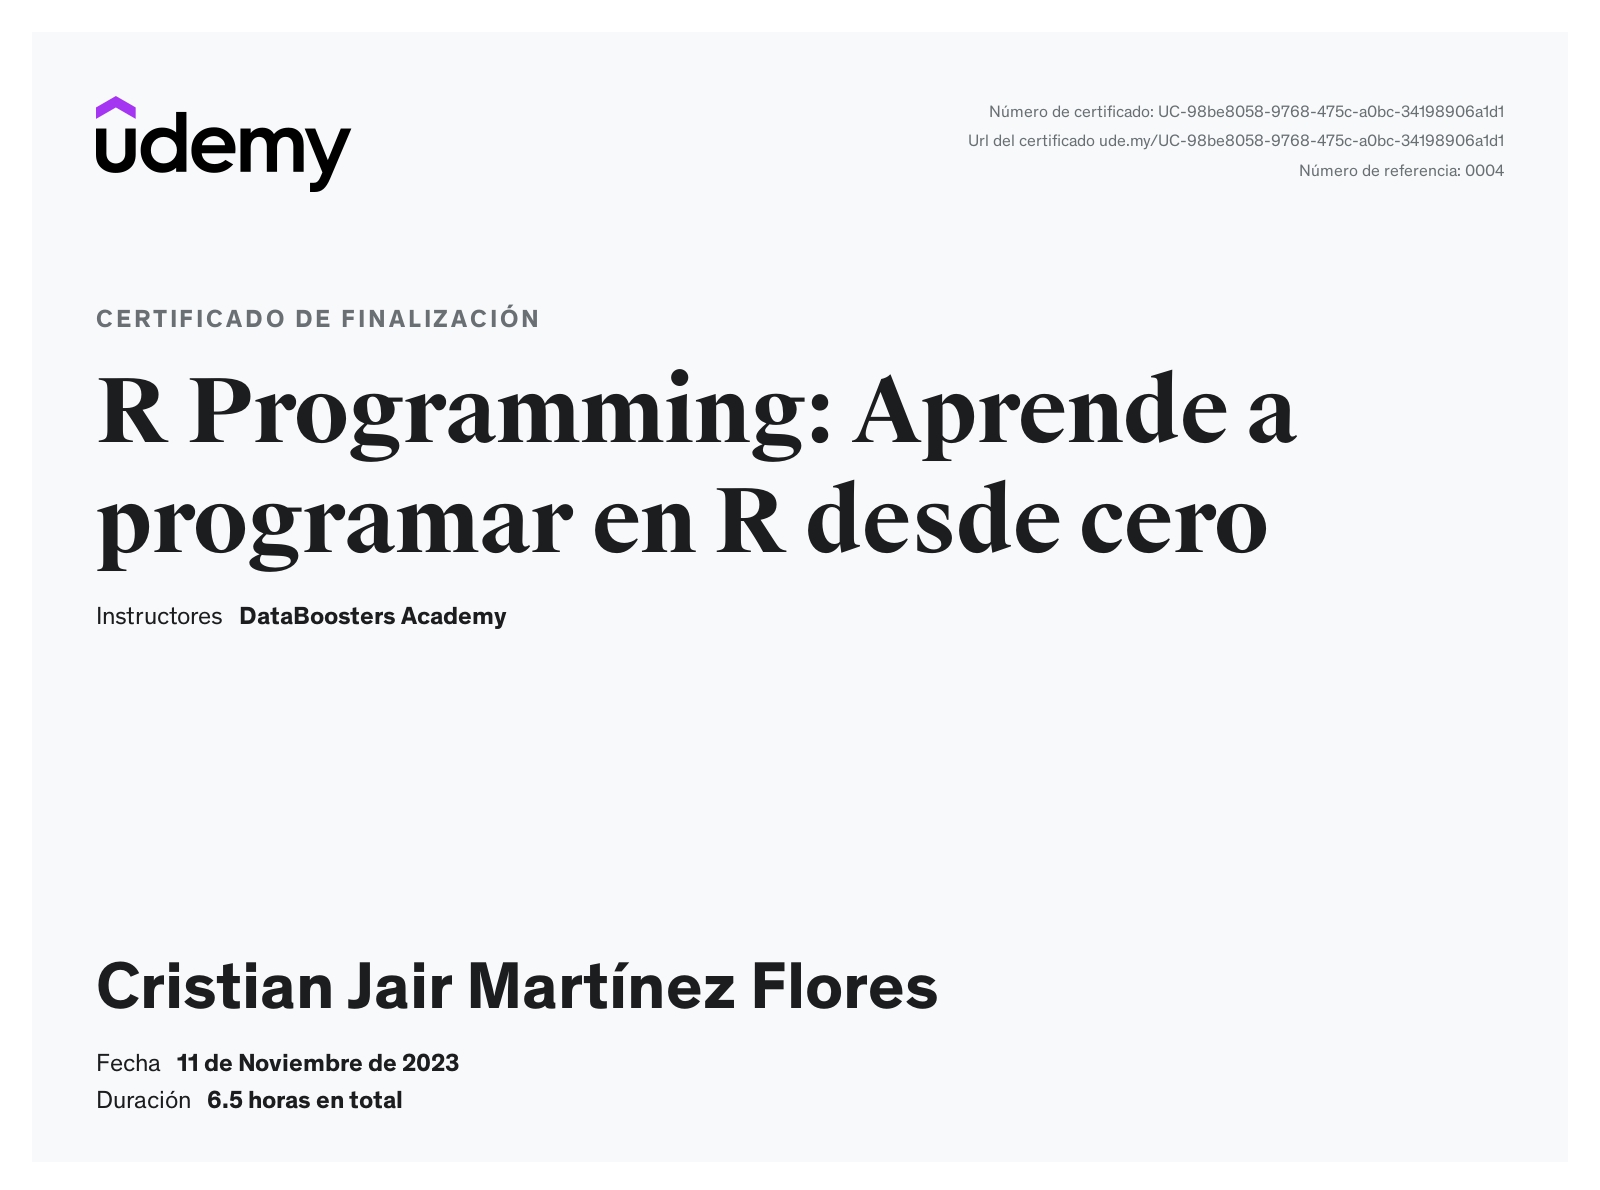 udemy
Número de certificado: UC-98be8058-9768-475c-a0bc-34198906a1d1
Url del certificado ude.my/UC-98be8058-9768-475c-a0bc-34198906a1d1
Número de referencia: 0004
CERTIFICADO DE FINALIZACIÓN
R Programming: Aprende a
programar en R desde cero
Instructores DataBoosters Academy
Cristian Jair Martínez Flores
Fecha 11 de Noviembre de 2023
Duración 6.5 horas en total